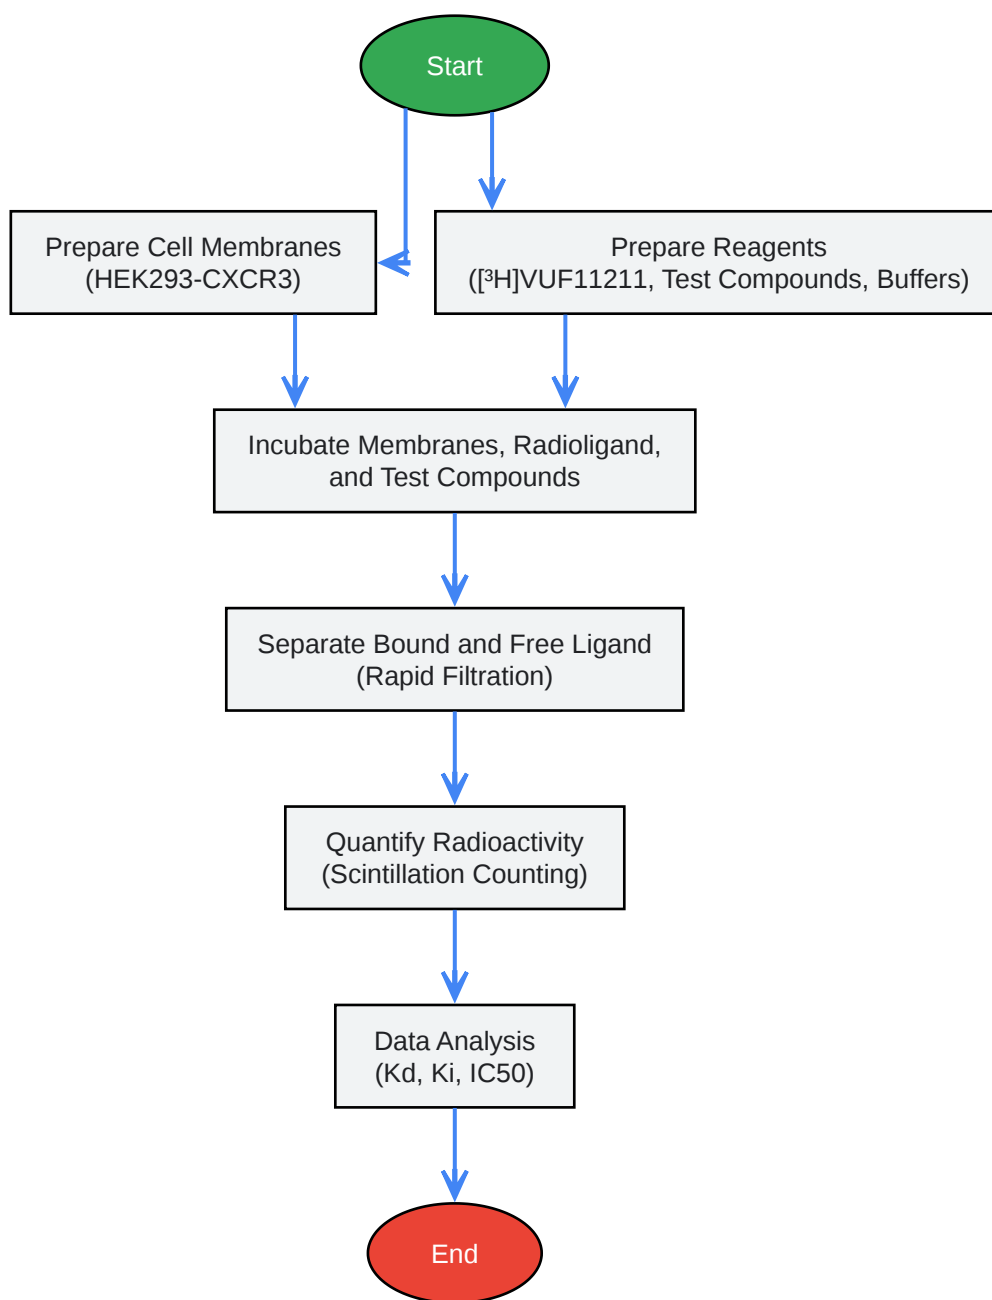 Start
Prepare Cell Membranes
(HEK293-CXCR3)
Prepare Reagents
([³H]VUF11211, Test Compounds, Buffers)
Incubate Membranes, Radioligand,
and Test Compounds
Separate Bound and Free Ligand
(Rapid Filtration)
Quantify Radioactivity
(Scintillation Counting)
Data Analysis
(Kd, Ki, IC50)
End